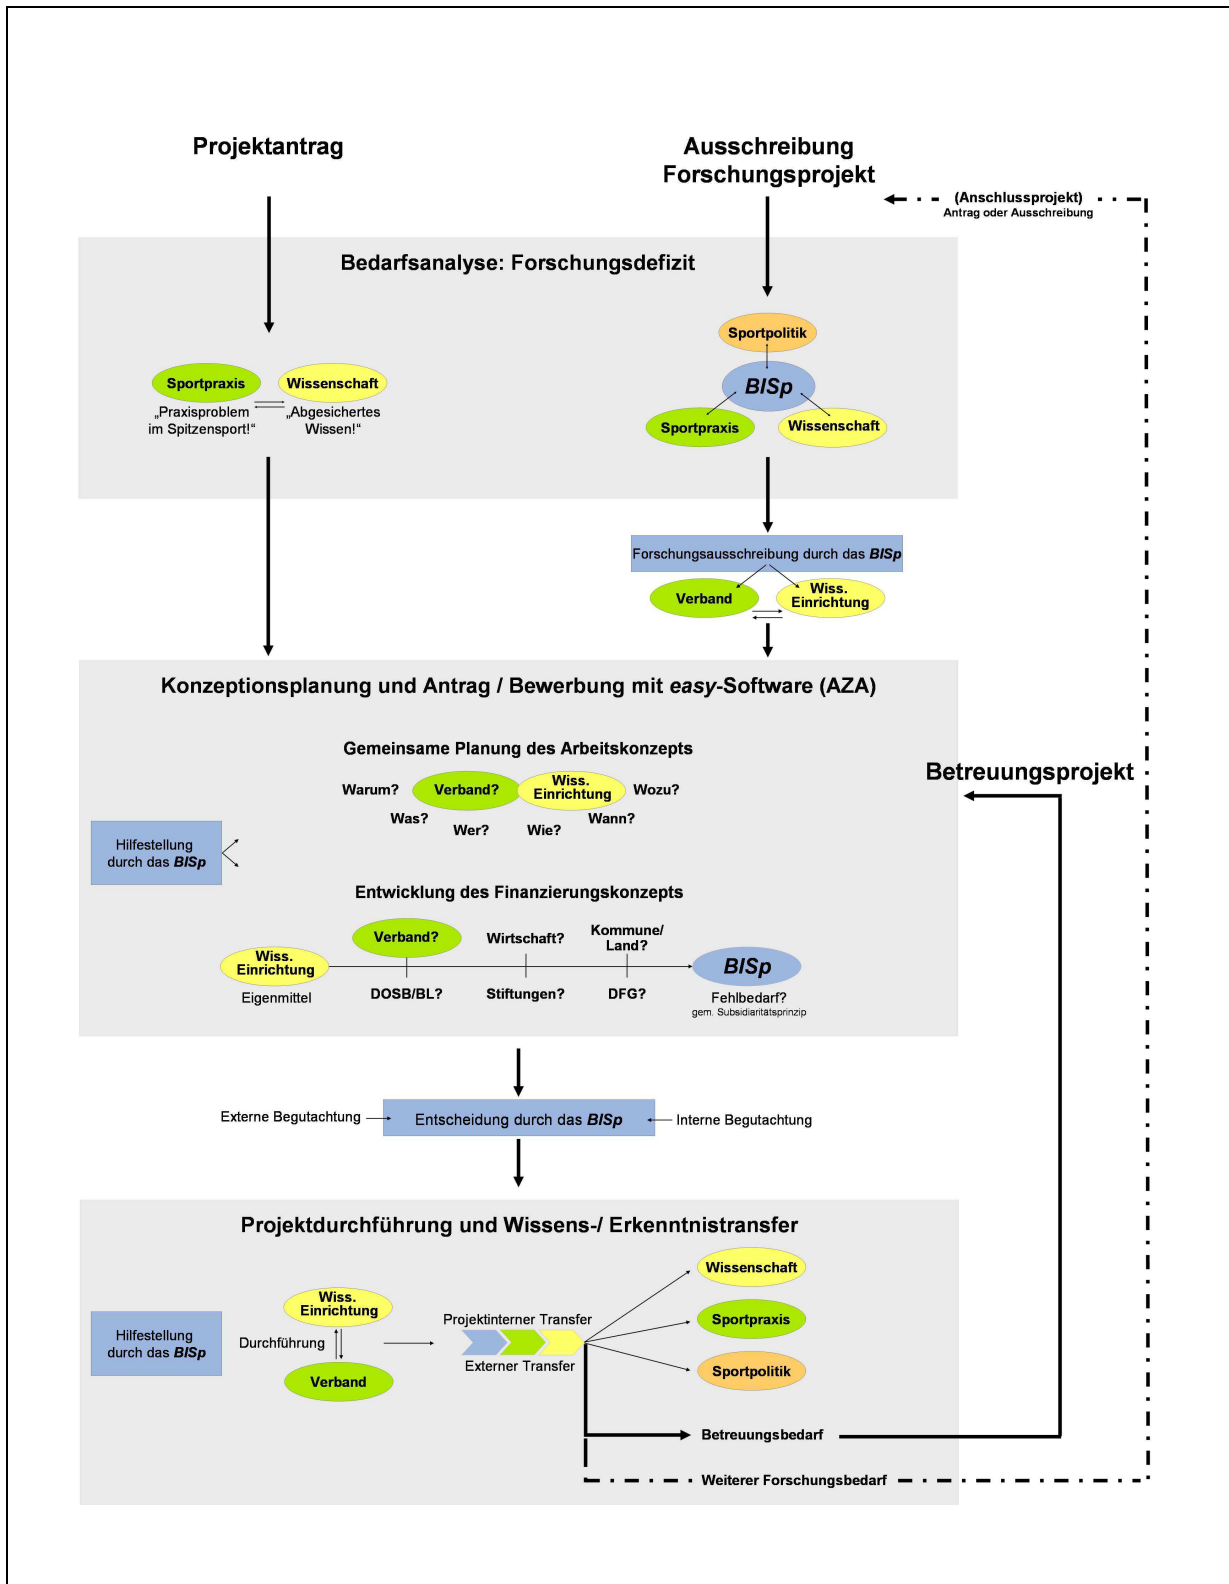 Projektantrag
Ausschreibung
Forschungsprojekt
(Anschlussprojekt)
Antrag oder Ausschreibung
Bedarfsanalyse: Forschungsdefizit
Sportpraxis
Wissenschaft
„Praxisproblem
im Spitzensport!“
„Abgesichertes
Wissen!“
Sportpolitik
BISp
Sportpraxis
Wissenschaft
Forschungsausschreibung durch das BISp
Verband
Wiss.
Einrichtung
Konzeptionsplanung und Antrag / Bewerbung mit easy-Software (AZA)
Gemeinsame Planung des Arbeitskonzepts
Warum?
Verband?
Wiss.
Einrichtung
Wozu?
Was?
Wer?
Wie?
Wann?
Betreuungsprojekt
Hilfestellung
durch das BISp
Entwicklung des Finanzierungskonzepts
Wiss.
Einrichtung
Eigenmittel
Verband?
DOSB/BL?
Wirtschaft?
Stiftungen?
Kommune/
Land?
DFG?
BISp
Fehlbedarf?
gem. Subsidiaritätsprinzip
Externe Begutachtung
Entscheidung durch das BISp
Interne Begutachtung
Projektdurchführung und Wissens-/ Erkenntnistransfer
Hilfestellung
durch das BISp
Wiss.
Einrichtung
Durchführung
Verband
Projektinterner Transfer
Externer Transfer
Wissenschaft
Sportpraxis
Sportpolitik
Betreuungsbedarf
Weiterer Forschungsbedarf